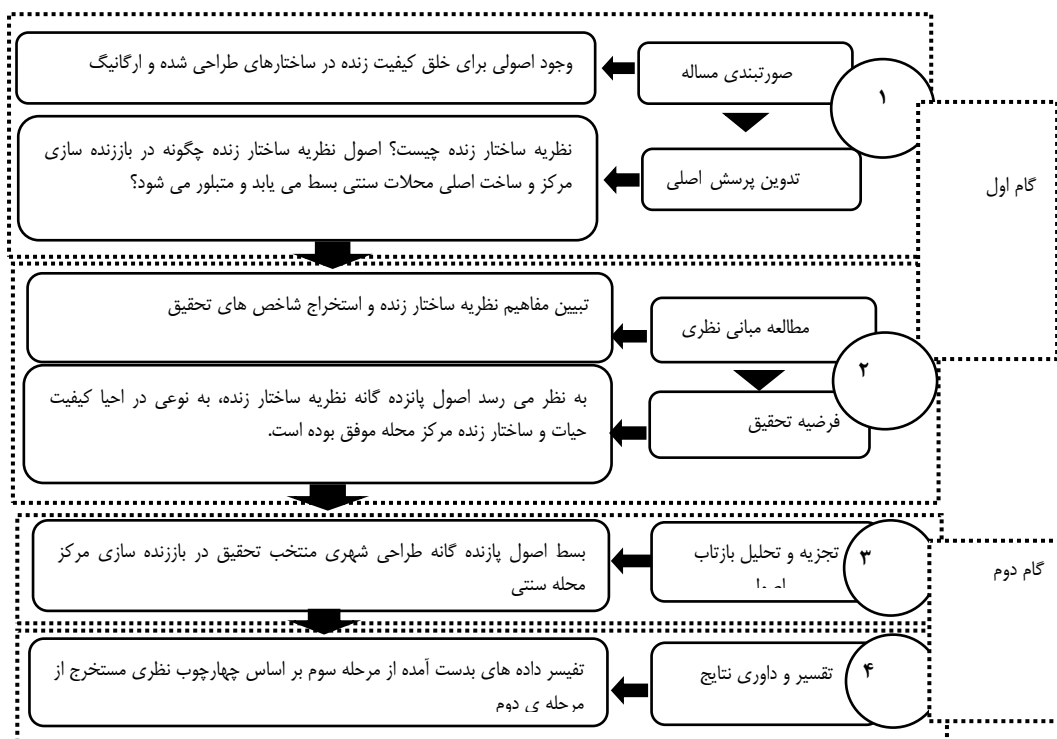 گام اول
۱
صورتبندی مساله
وجود اصولی برای خلق کیفیت زنده در ساختارهای طراحی شده و ارگانیگ
تدوین پرسش اصلی
نظریه ساختار زنده چیست؟ اصول نظریه ساختار زنده چگونه در باززنده سازی
مرکز و ساخت اصلی محلات سنتی بسط می یابد و متبلور می شود؟
۲
مطالعه مبانی نظری
تبیین مفاهیم نظریه ساختار زنده و استخراج شاخص های تحقیق
فرضیه تحقیق
به نظر می رسد اصول پانزده گانه نظریه ساختار زنده، به نوعی در احیا کیفیت
حیات و ساختار زنده مرکز محله موفق بوده است.
گام دوم
۳
تجزیه و تحلیل بازتاب
بسط اصول پازنده گانه طراحی شهری منتخب تحقیق در باززنده سازی مرکز
محله سنتی
۴
تقسیر و داوری نتایج
تفیسر داده های بدست آمده از مرحله سوم بر اساس چهارچوب نظری مستخرج از
مرحله ی دوم